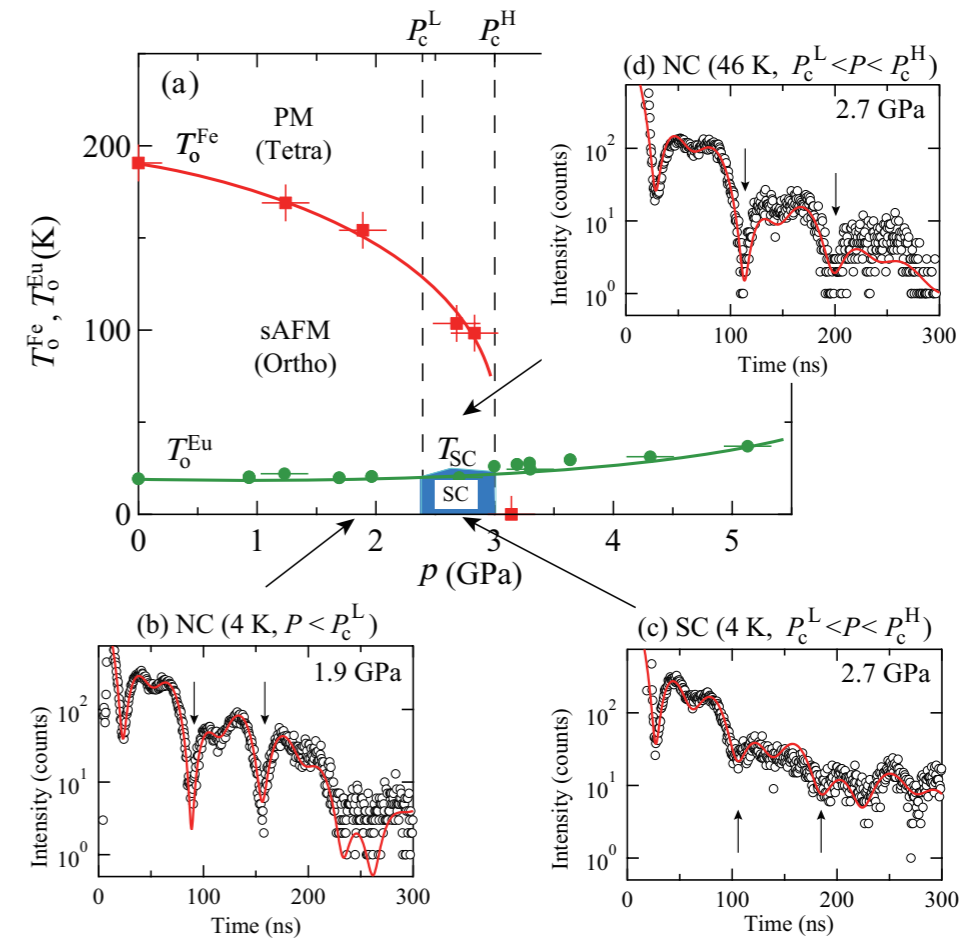 P_c^L P_c^H
(a)
PM
(Tetra)
T_o^Fe
sAFM
(Ortho)
T_o^Eu
T_SC
SC
T_o^Fe, T_o^Eu (K)
200
100
0
0 1 2 3 4 5
p (GPa)
(d) NC (46 K, P_c^L <P< P_c^H)
2.7 GPa
Intensity (counts)
10^2
10^1
10^0
0 100 200 300
Time (ns)
(b) NC (4 K, P < P_c^L)
1.9 GPa
Intensity (counts)
10^2
10^1
10^0
0 100 200 300
Time (ns)
(c) SC (4 K, P_c^L <P< P_c^H)
2.7 GPa
Intensity (counts)
10^2
10^1
10^0
0 100 200 300
Time (ns)